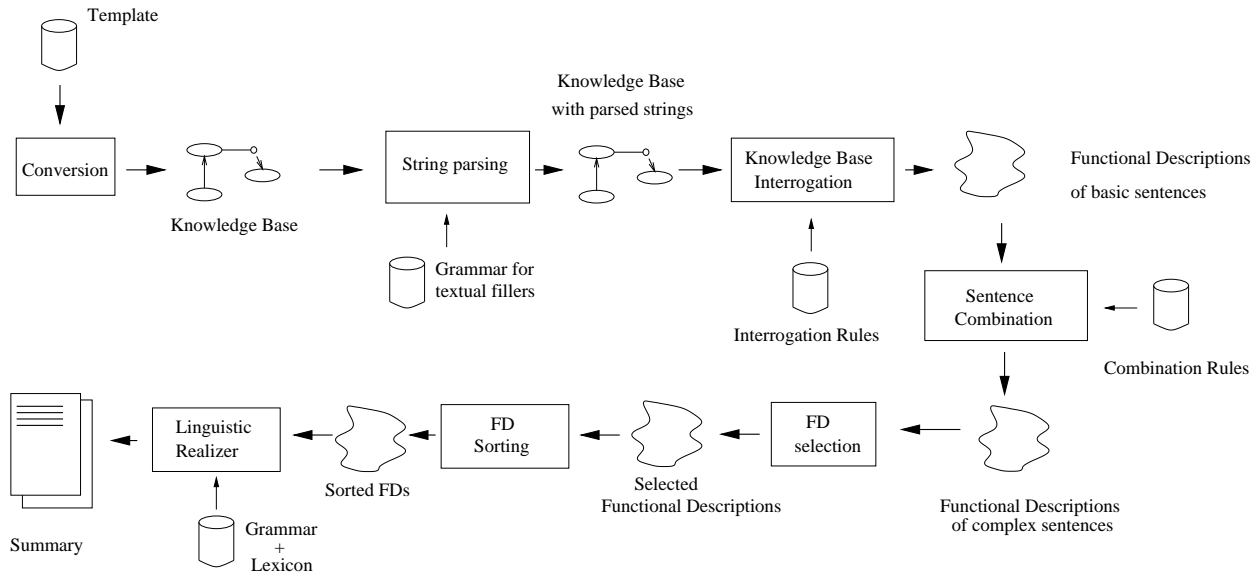 Template
Conversion
Knowledge Base
String parsing
Grammar for
textual fillers
Knowledge Base
with parsed strings
Knowledge Base
Interrogation
Interrogation Rules
Functional Descriptions
of basic sentences
Sentence
Combination
Combination Rules
Functional Descriptions
of complex sentences
FD
selection
Selected
Functional Descriptions
FD
Sorting
Sorted FDs
Linguistic
Realizer
Grammar
+
Lexicon
Summary